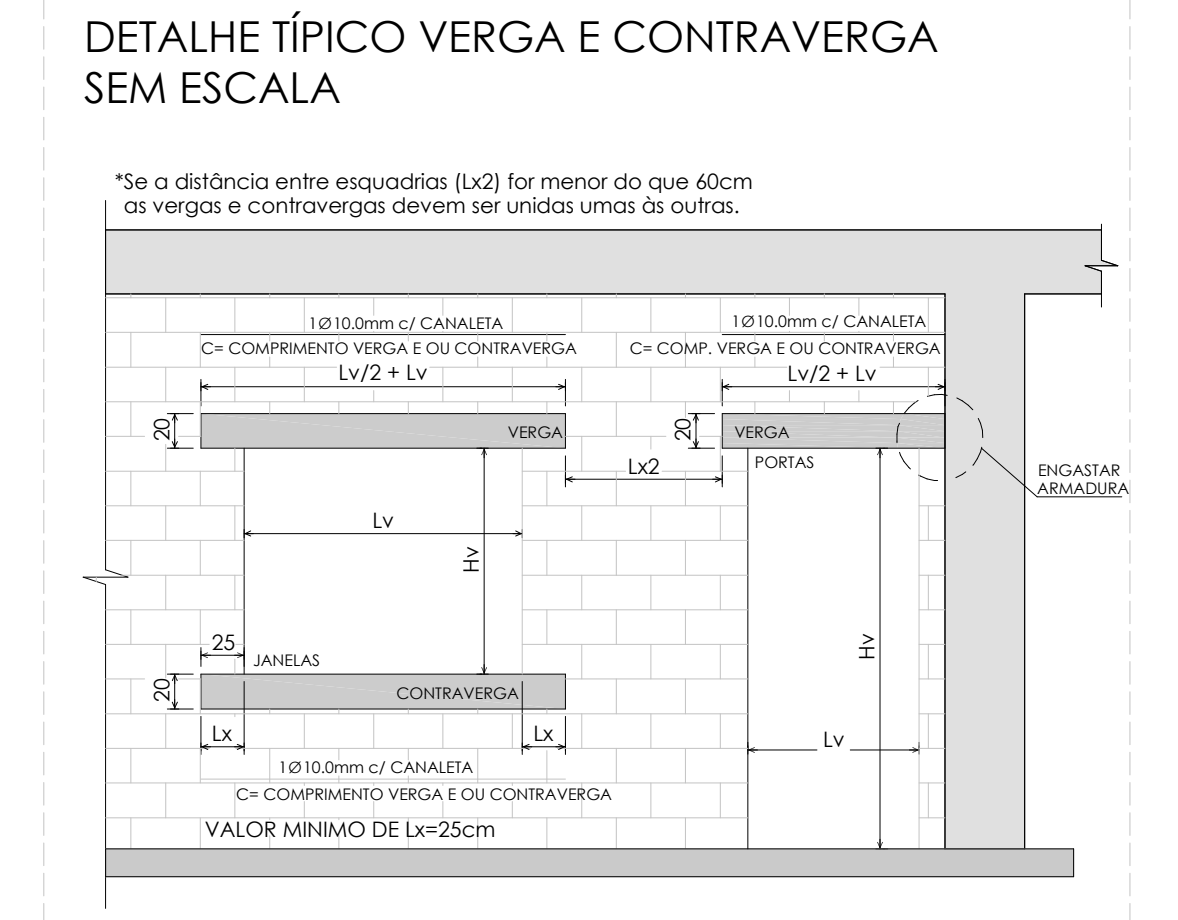 DETALHE TÍPICO VERGA E CONTRAVERGA
SEM ESCALA
*Se a distância entre esquadrias (Lx2) for menor do que 60cm
as vergas e contravergas devem ser unidas umas às outras.
1Ø10.0mm c/ CANALETA
C= COMPRIMENTO VERGA E OU CONTRAVERGA
Lv/2 + Lv
1Ø10.0mm c/ CANALETA
C= COMP. VERGA E OU CONTRAVERGA
Lv/2 + Lv
20
VERGA
20
VERGA
Lx2
PORTAS
ENGASTAR
ARMADURA
Lv
Hv
25
JANELAS
Hv
20
CONTRAVERGA
Lx
Lx
Lv
1Ø10.0mm c/ CANALETA
C= COMPRIMENTO VERGA E OU CONTRAVERGA
VALOR MINIMO DE Lx=25cm